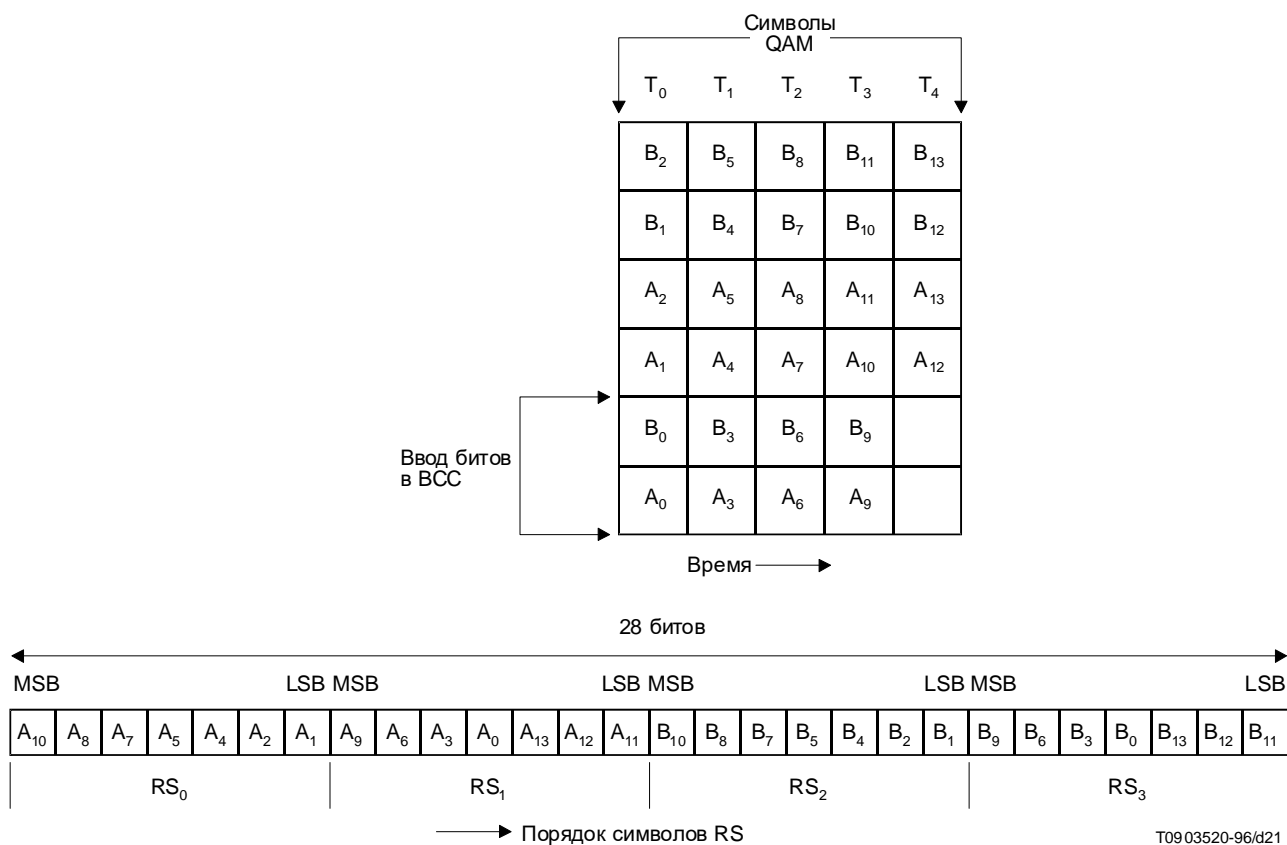 Символы
QAM
T₀ T₁ T₂ T₃ T₄
B₂ B₅ B₈ B₁₁ B₁₃
B₁ B₄ B₇ B₁₀ B₁₂
A₂ A₅ A₈ A₁₁ A₁₃
A₁ A₄ A₇ A₁₀ A₁₂
B₀ B₃ B₆ B₉
Ввод битов
в BCC
A₀ A₃ A₆ A₉
Время
28 битов
MSB LSB MSB LSB MSB LSB MSB LSB
A₁₀ A₈ A₇ A₅ A₄ A₂ A₁ A₉ A₆ A₃ A₀ A₁₃ A₁₂ A₁₁ B₁₀ B₈ B₇ B₅ B₄ B₂ B₁ B₉ B₆ B₃ B₀ B₁₃ B₁₂ B₁₁
RS₀ RS₁ RS₂ RS₃
Порядок символов RS
T0903520-96/d21